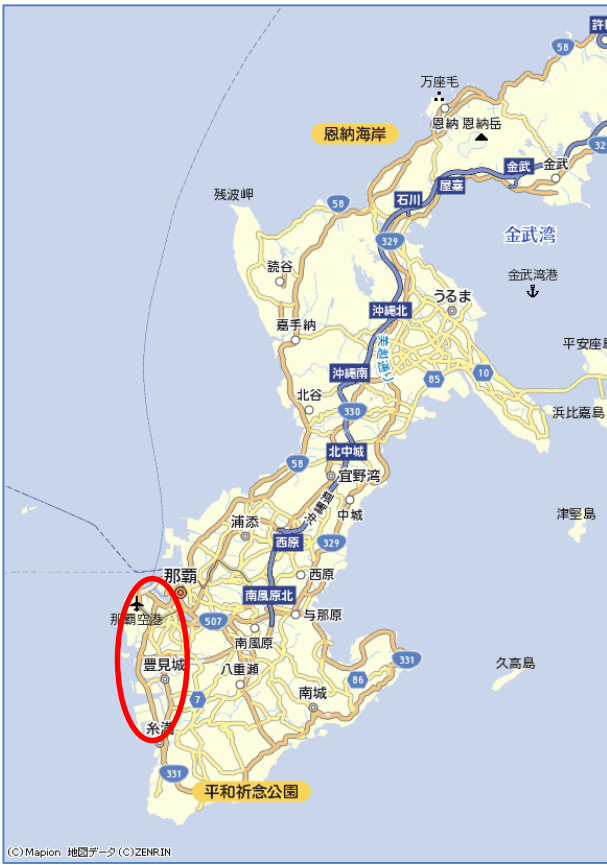 許田
58
万座毛
恩納 恩納岳
恩納海岸
329
金武
金武
屋嘉
石川
58
残波岬
329
金武湾
読谷
金武湾港
うるま
沖縄北
嘉手納
平安座島
沖縄南
85
10
北谷
330
浜比嘉島
北中城
58
宜野湾
沖縄道
中城
津堅島
浦添
西原
329
那覇
西原
南風原北
那覇空港
507
与那原
南風原
331
久高島
豊見城
八重瀬
86
7
南城
糸満
331
平和祈念公園
(C)Mapion 地図データ(C)ZENRIN